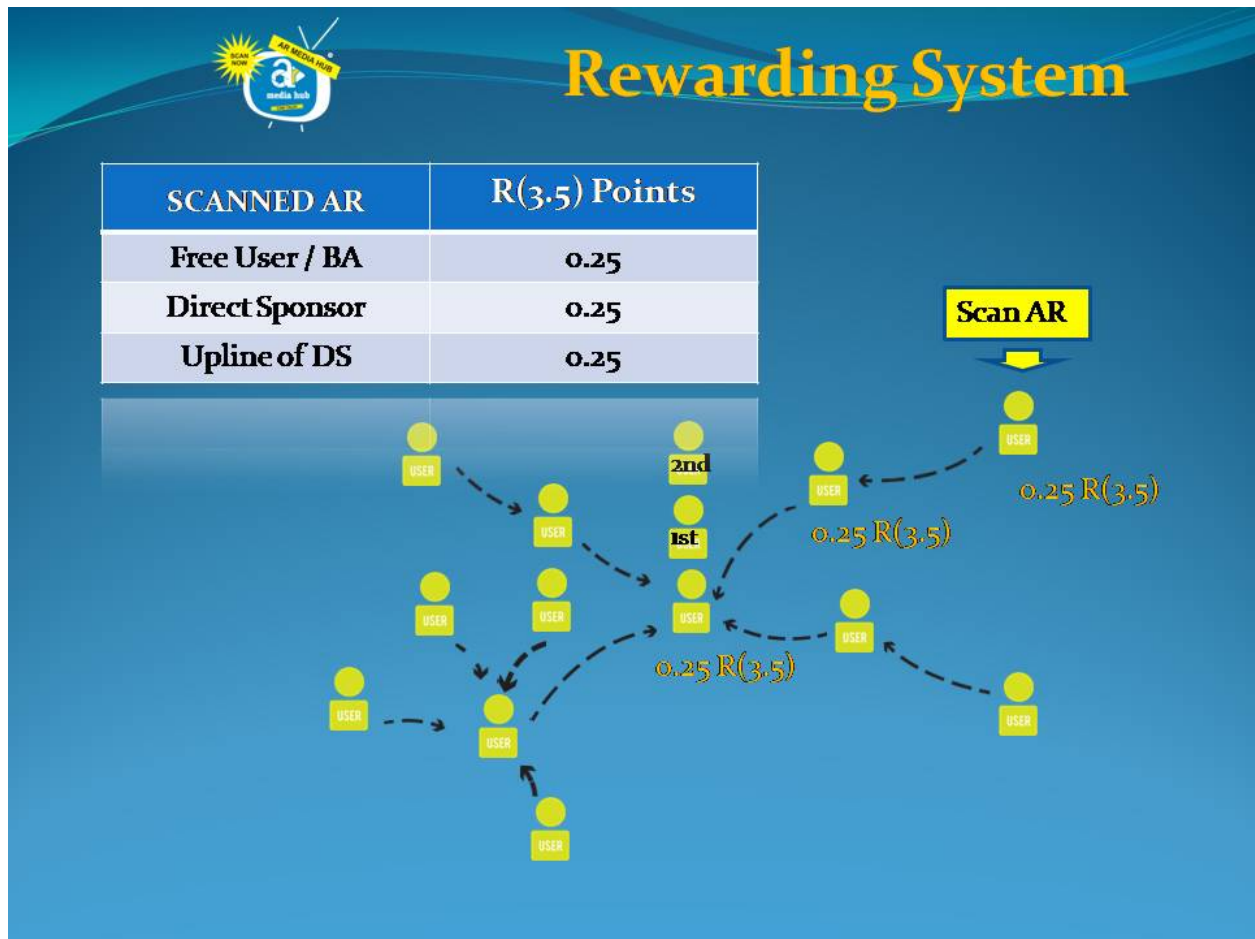 SCAN
NOW
AR MEDIA HUB
a
media hub
Rewarding System
SCANNED AR
R(3.5) Points
Free User / BA
0.25
Direct Sponsor
0.25
Upline of DS
0.25
Scan AR
USER
USER
2nd
USER
USER
0.25 R(3.5)
USER
1st
0.25 R(3.5)
USER
USER
USER
USER
0.25 R(3.5)
USER
USER
USER
USER